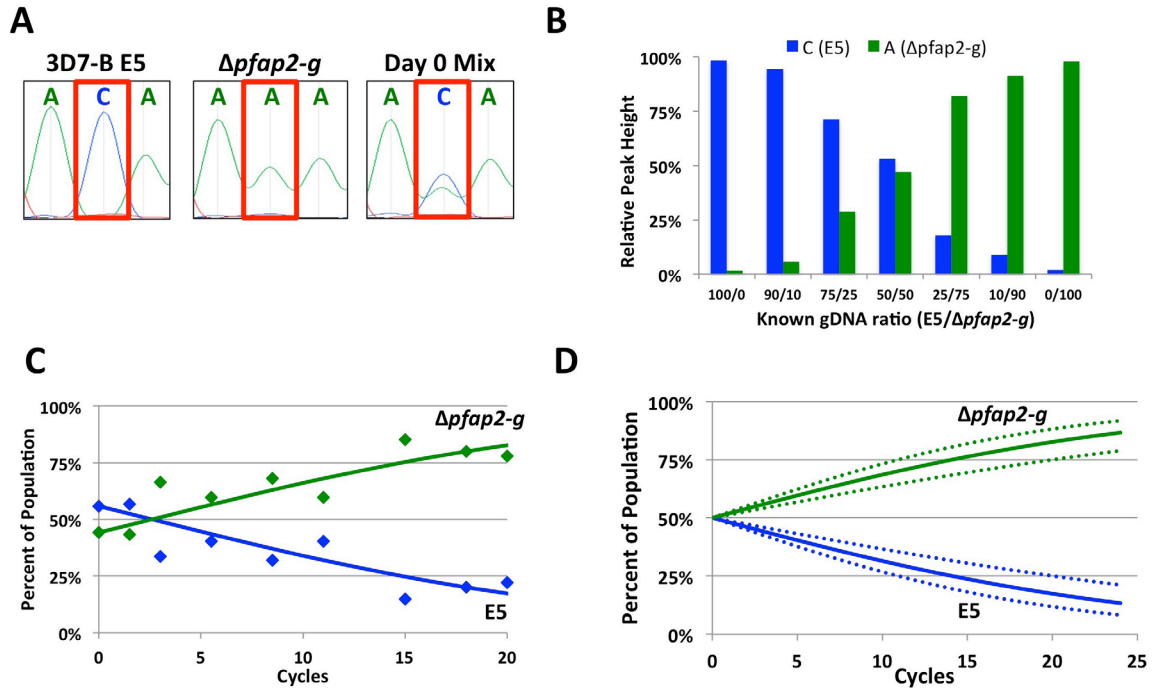 A
3D7-B E5
Δpfap2-g
Day 0 Mix
A C A
A A A
A C A
B
C (E5)
A (Δpfap2-g)
100%
75%
50%
25%
0%
Relative Peak Height
100/0
90/10
75/25
50/50
25/75
10/90
0/100
Known gDNA ratio (E5/Δpfap2-g)
C
100%
75%
50%
25%
0%
Percent of Population
Δpfap2-g
E5
0
5
10
15
20
Cycles
D
100%
75%
50%
25%
0%
Percent of Population
Δpfap2-g
E5
0
5
10
15
20
25
Cycles